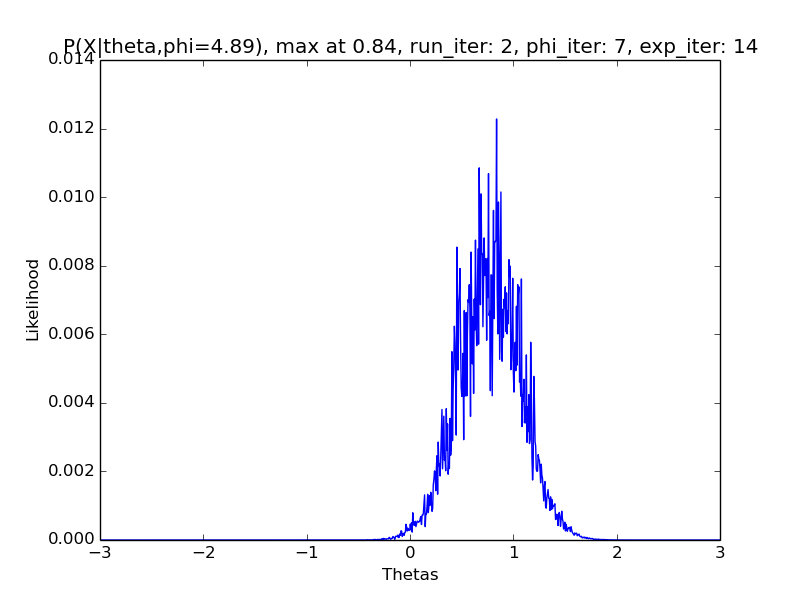 P(X|theta,phi=4.89), max at 0.84, run_iter: 2, phi_iter: 7, exp_iter: 14
0.014
0.012
0.010
0.008
0.006
0.004
0.002
0.000
Likelihood
−3 −2 −1 0 1 2 3
Thetas